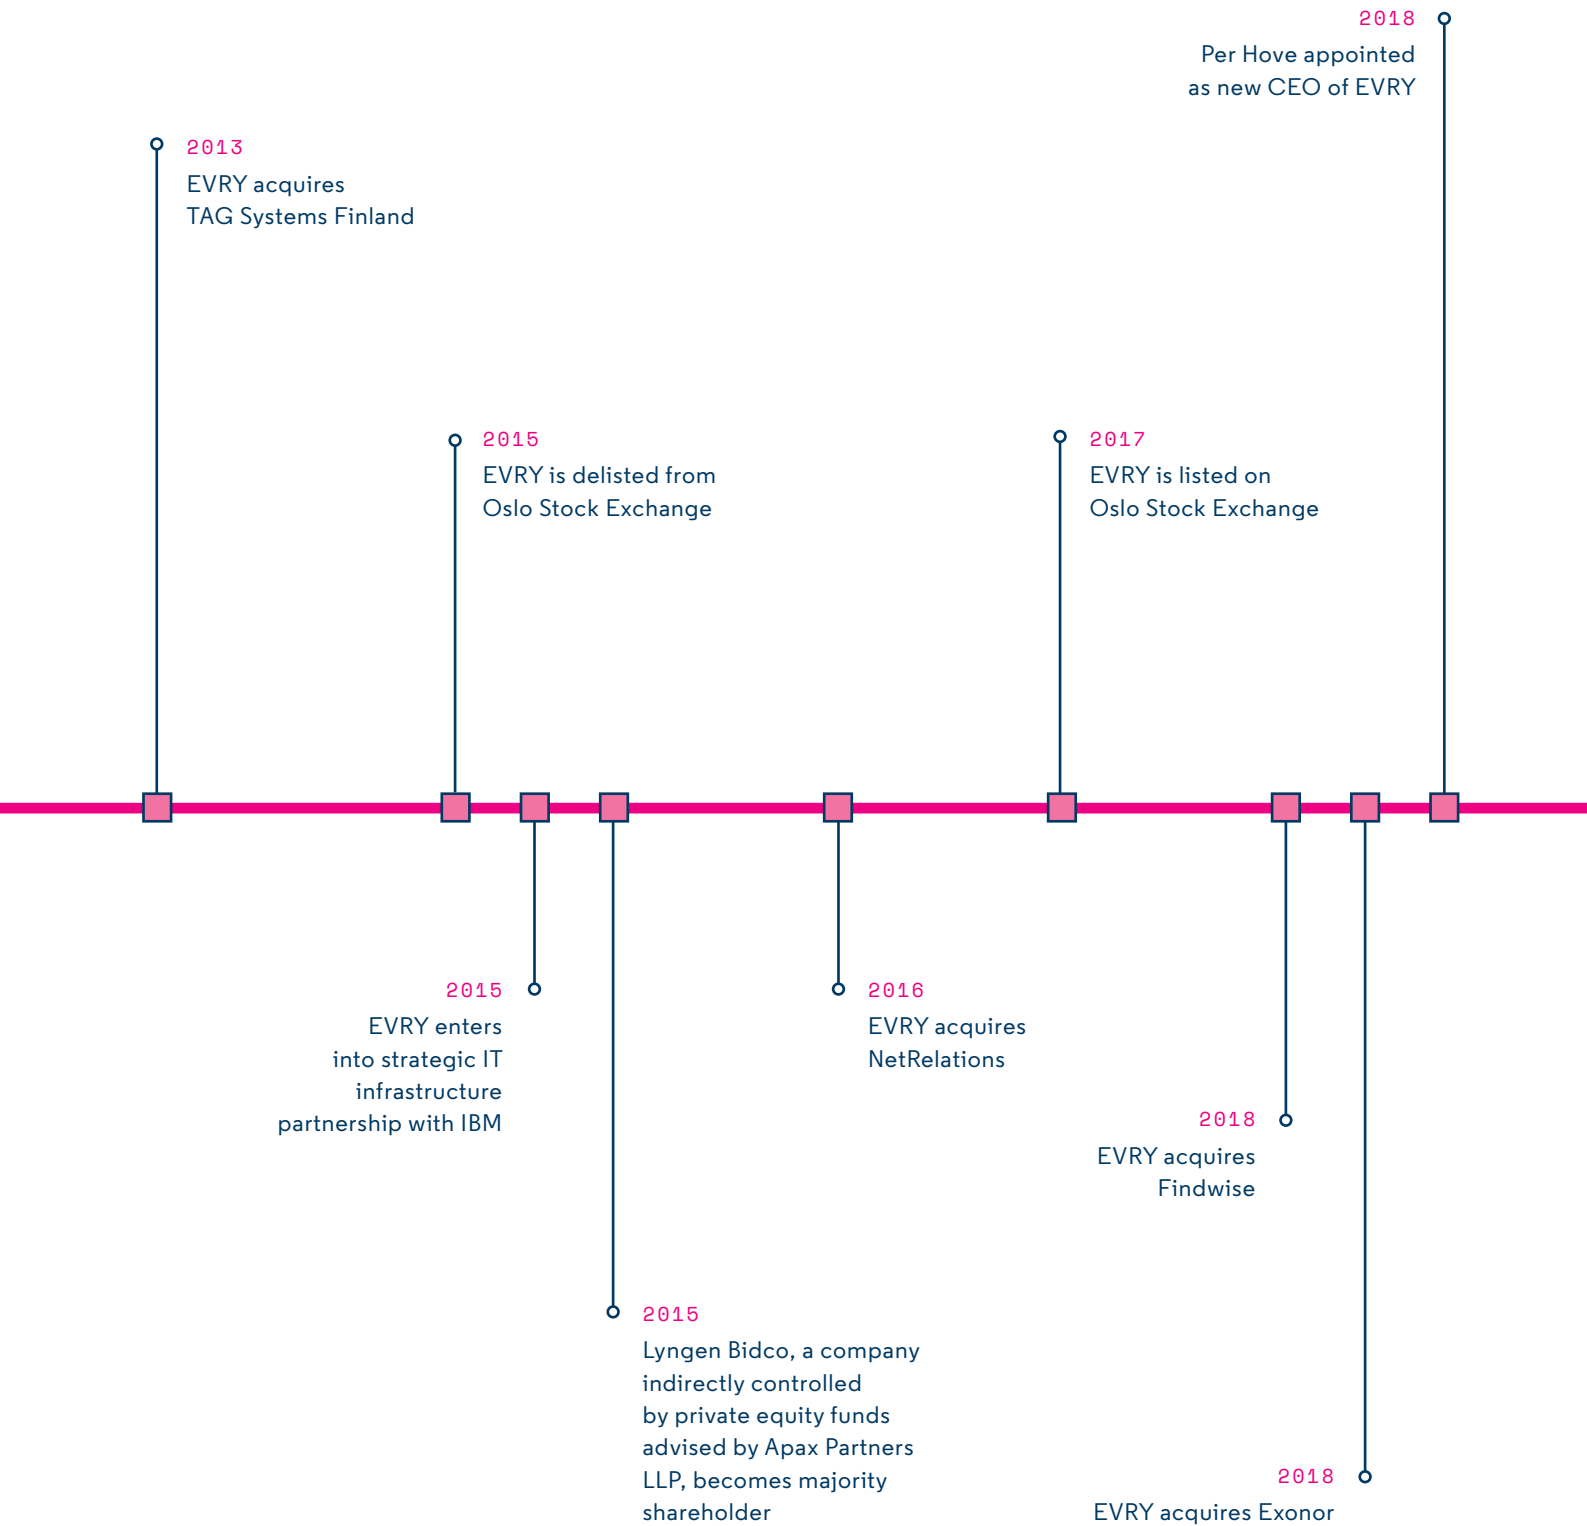 2018
Per Hove appointed
as new CEO of EVRY
2013
EVRY acquires
TAG Systems Finland
2015
EVRY is delisted from
Oslo Stock Exchange
2017
EVRY is listed on
Oslo Stock Exchange
2015
EVRY enters
into strategic IT
infrastructure
partnership with IBM
2016
EVRY acquires
NetRelations
2018
EVRY acquires
Findwise
2015
Lyngen Bidco, a company
indirectly controlled
by private equity funds
advised by Apax Partners
LLP, becomes majority
shareholder
2018
EVRY acquires Exonor